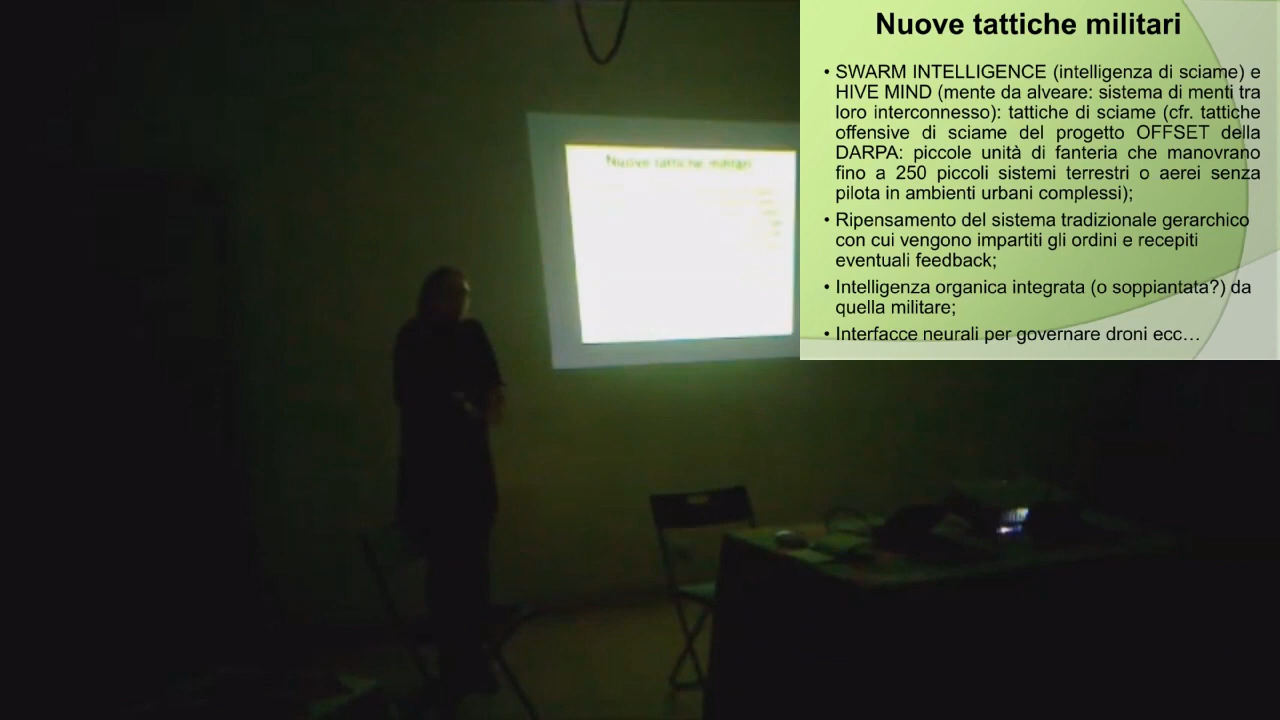 Nuove tattiche militari
• SWARM INTELLIGENCE (intelligenza di sciame) e
HIVE MIND (mente da alveare: sistema di menti tra
loro interconnesso): tattiche di sciame (cfr. tattiche
offensive di sciame del progetto OFFSET della
DARPA: piccole unità di fanteria che manovrano
fino a 250 piccoli sistemi terrestri o aerei senza
pilota in ambienti urbani complessi);
• Ripensamento del sistema tradizionale gerarchico
con cui vengono impartiti gli ordini e recepiti
eventuali feedback;
• Intelligenza organica integrata (o soppiantata?) da
quella militare;
• Interfacce neurali per governare droni ecc…
Nuove tattiche militari